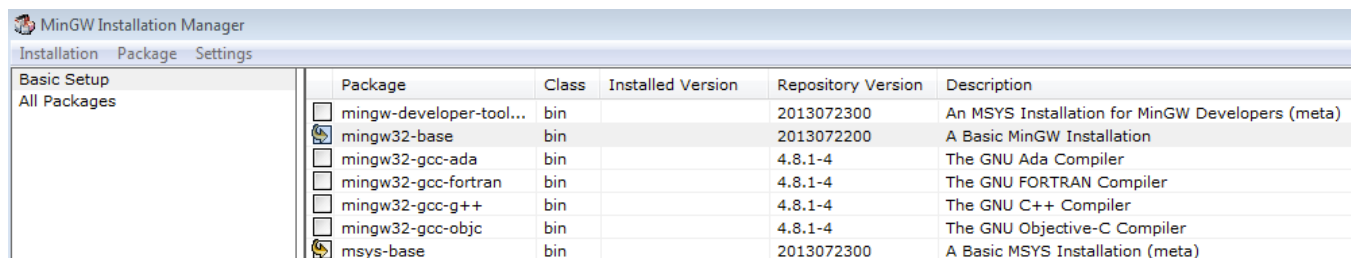 MinGW Installation Manager
Installation Package Settings
Basic Setup
All Packages
Package Class Installed Version Repository Version Description
mingw-developer-tool... bin 2013072300 An MSYS Installation for MinGW Developers (meta)
mingw32-base bin 2013072200 A Basic MinGW Installation
mingw32-gcc-ada bin 4.8.1-4 The GNU Ada Compiler
mingw32-gcc-fortran bin 4.8.1-4 The GNU FORTRAN Compiler
mingw32-gcc-g++ bin 4.8.1-4 The GNU C++ Compiler
mingw32-gcc-objc bin 4.8.1-4 The GNU Objective-C Compiler
msys-base bin 2013072300 A Basic MSYS Installation (meta)